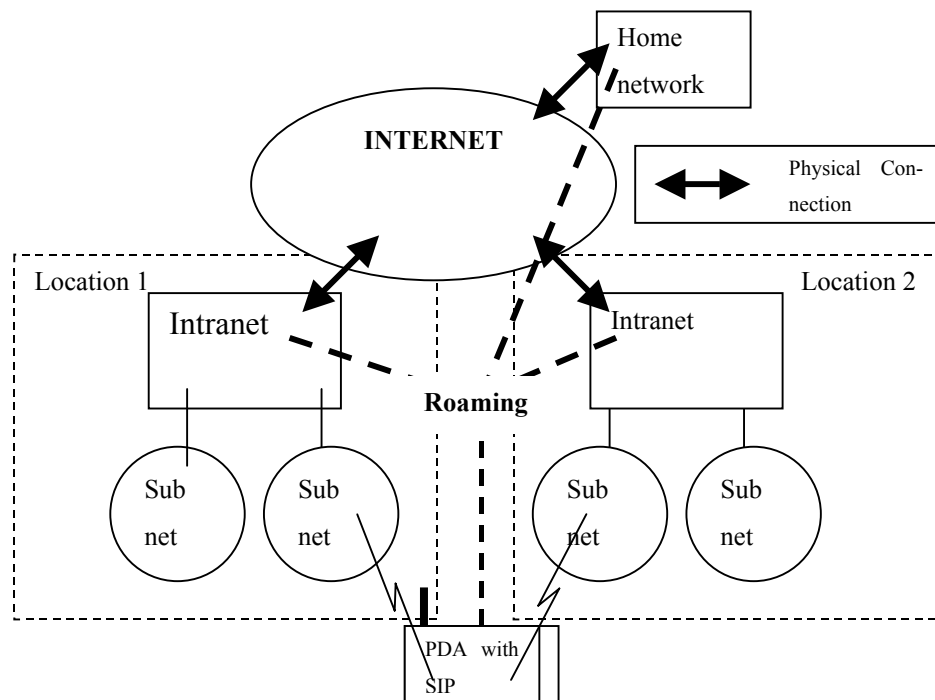 Home
network
INTERNET
Physical Con-
nection
Location 1
Location 2
Intranet
Intranet
Roaming
Sub
net
Sub
net
Sub
net
Sub
net
PDA with
SIP